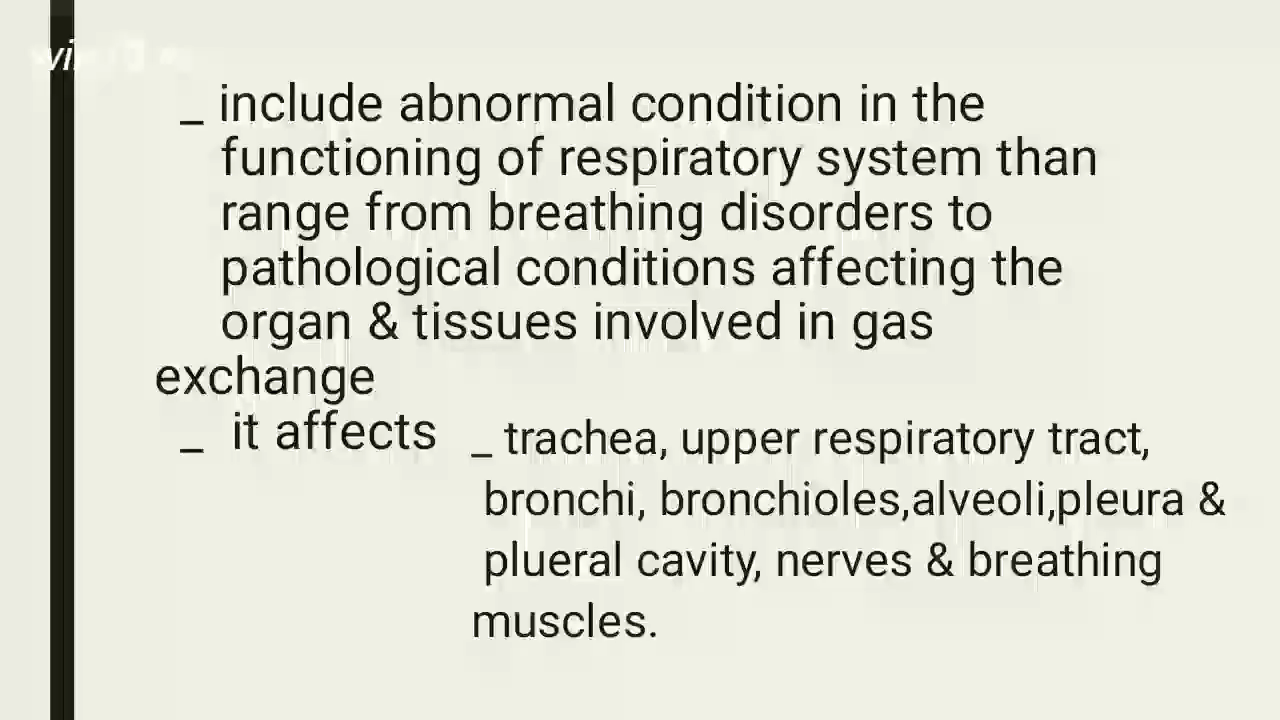 _ include abnormal condition in the
functioning of respiratory system than
range from breathing disorders to
pathological conditions affecting the
organ & tissues involved in gas
exchange
_ it affects
_ trachea, upper respiratory tract,
bronchi, bronchioles,alveoli,pleura &
plueral cavity, nerves & breathing
muscles.